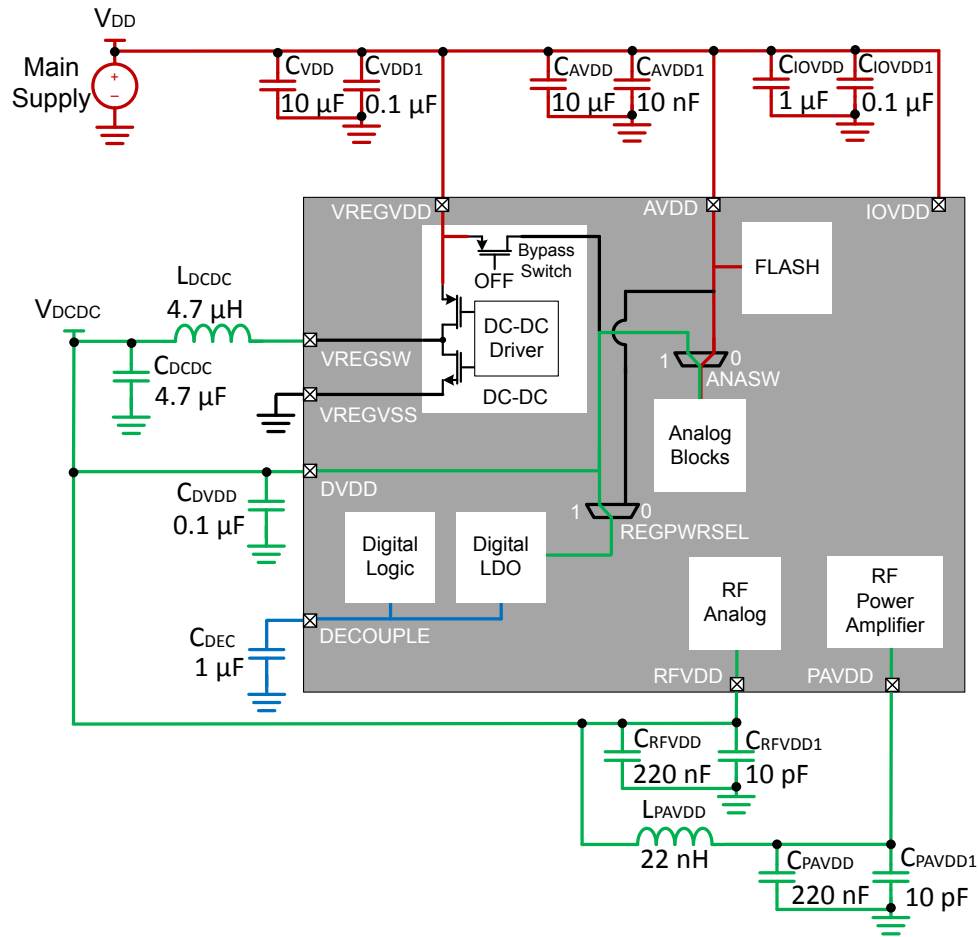 VDD
Main
Supply
+
−
CVDD
10 µF
CVDD1
0.1 µF
CAVDD
10 µF
CAVDD1
10 nF
CIOVDD
1 µF
CIOVDD1
0.1 µF
VREGVDD
AVDD
IOVDD
Bypass
Switch
OFF
FLASH
LDCDC
4.7 µH
VDCDC
DC-DC
Driver
VREGSW
CDCDC
4.7 µF
1
0
ANASW
DC-DC
VREGVSS
Analog
Blocks
DVDD
CDVDD
0.1 µF
1
0
REGPWRSEL
Digital
Logic
Digital
LDO
RF
Analog
RF
Power
Amplifier
DECOUPLE
CDEC
1 µF
RFVDD
PAVDD
CRFVDD
220 nF
CRFVDD1
10 pF
LPAVDD
22 nH
CPAVDD
220 nF
CPAVDD1
10 pF